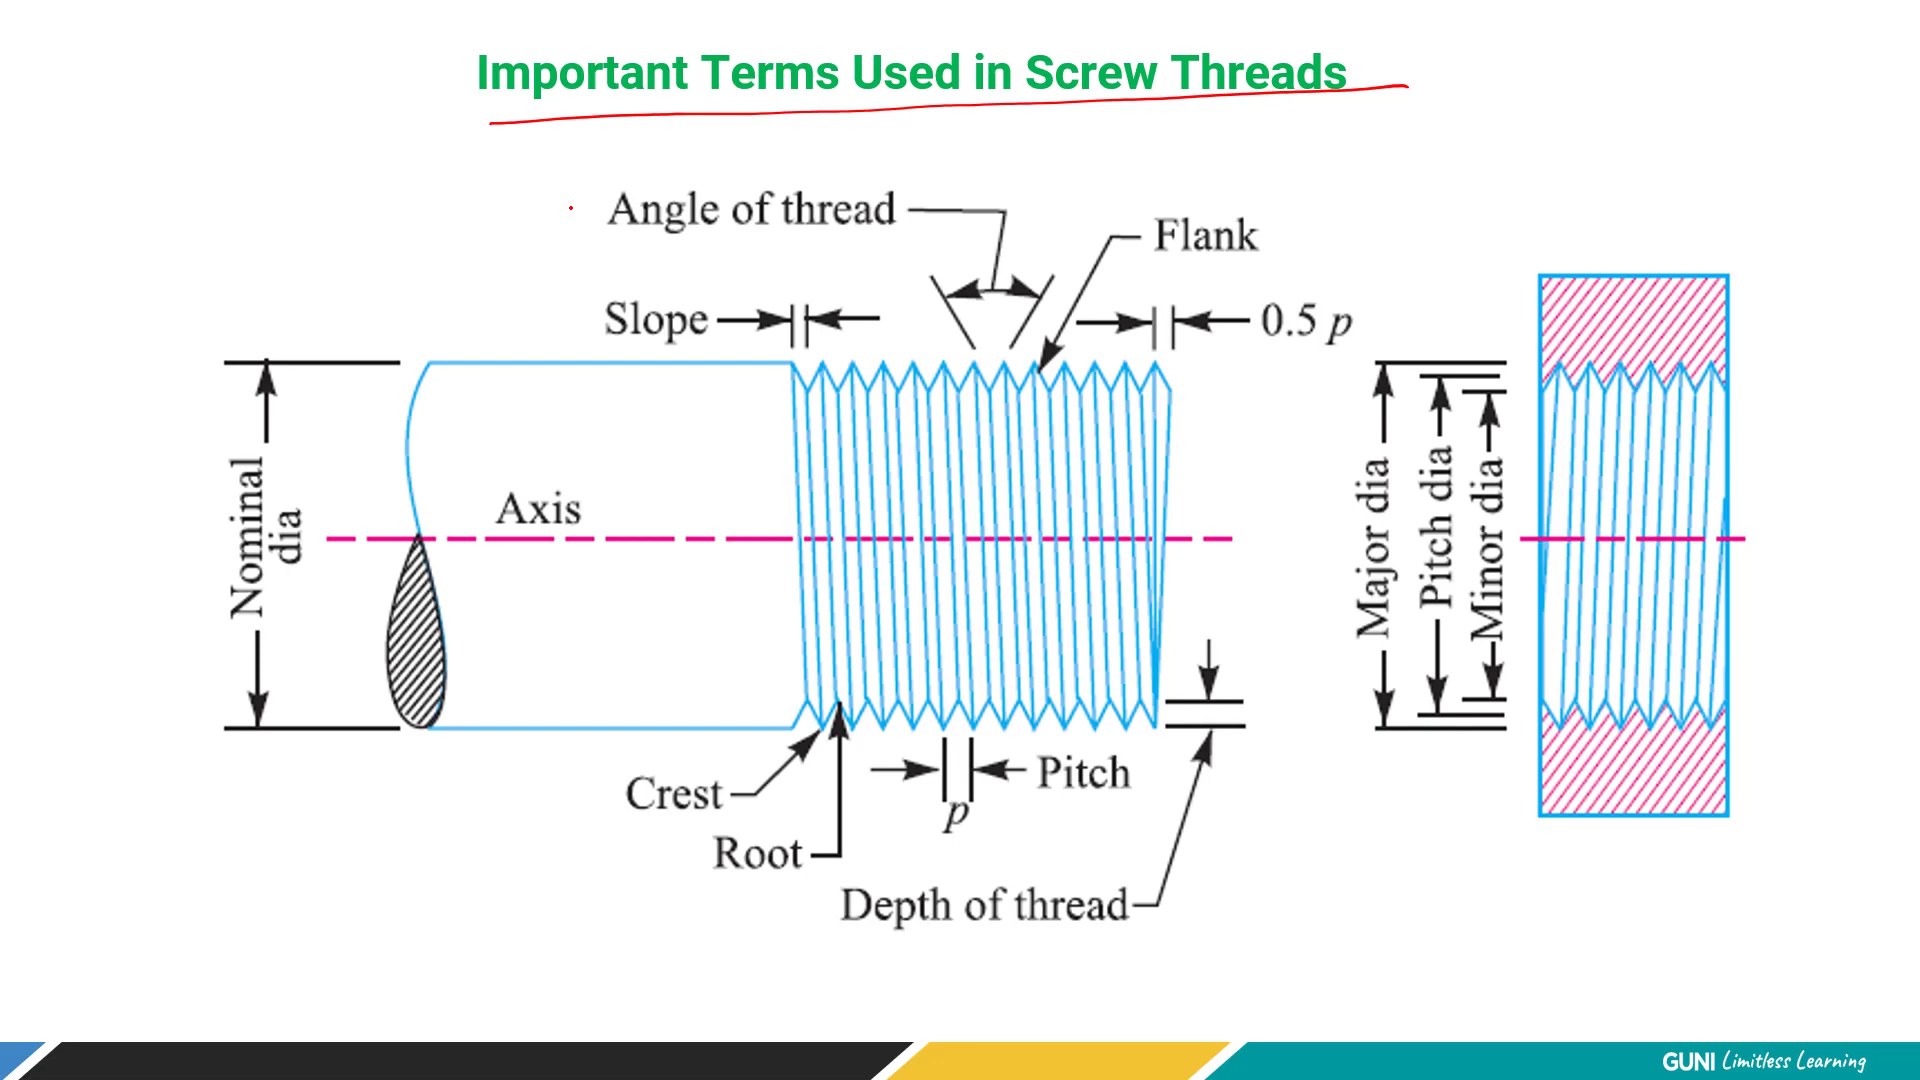 Important Terms Used in Screw Threads
Angle of thread
Flank
Slope
0.5 p
Nominal
dia
Axis
Major dia
Pitch dia
Minor dia
Crest
Pitch
p
Root
Depth of thread
GUNI Limitless Learning